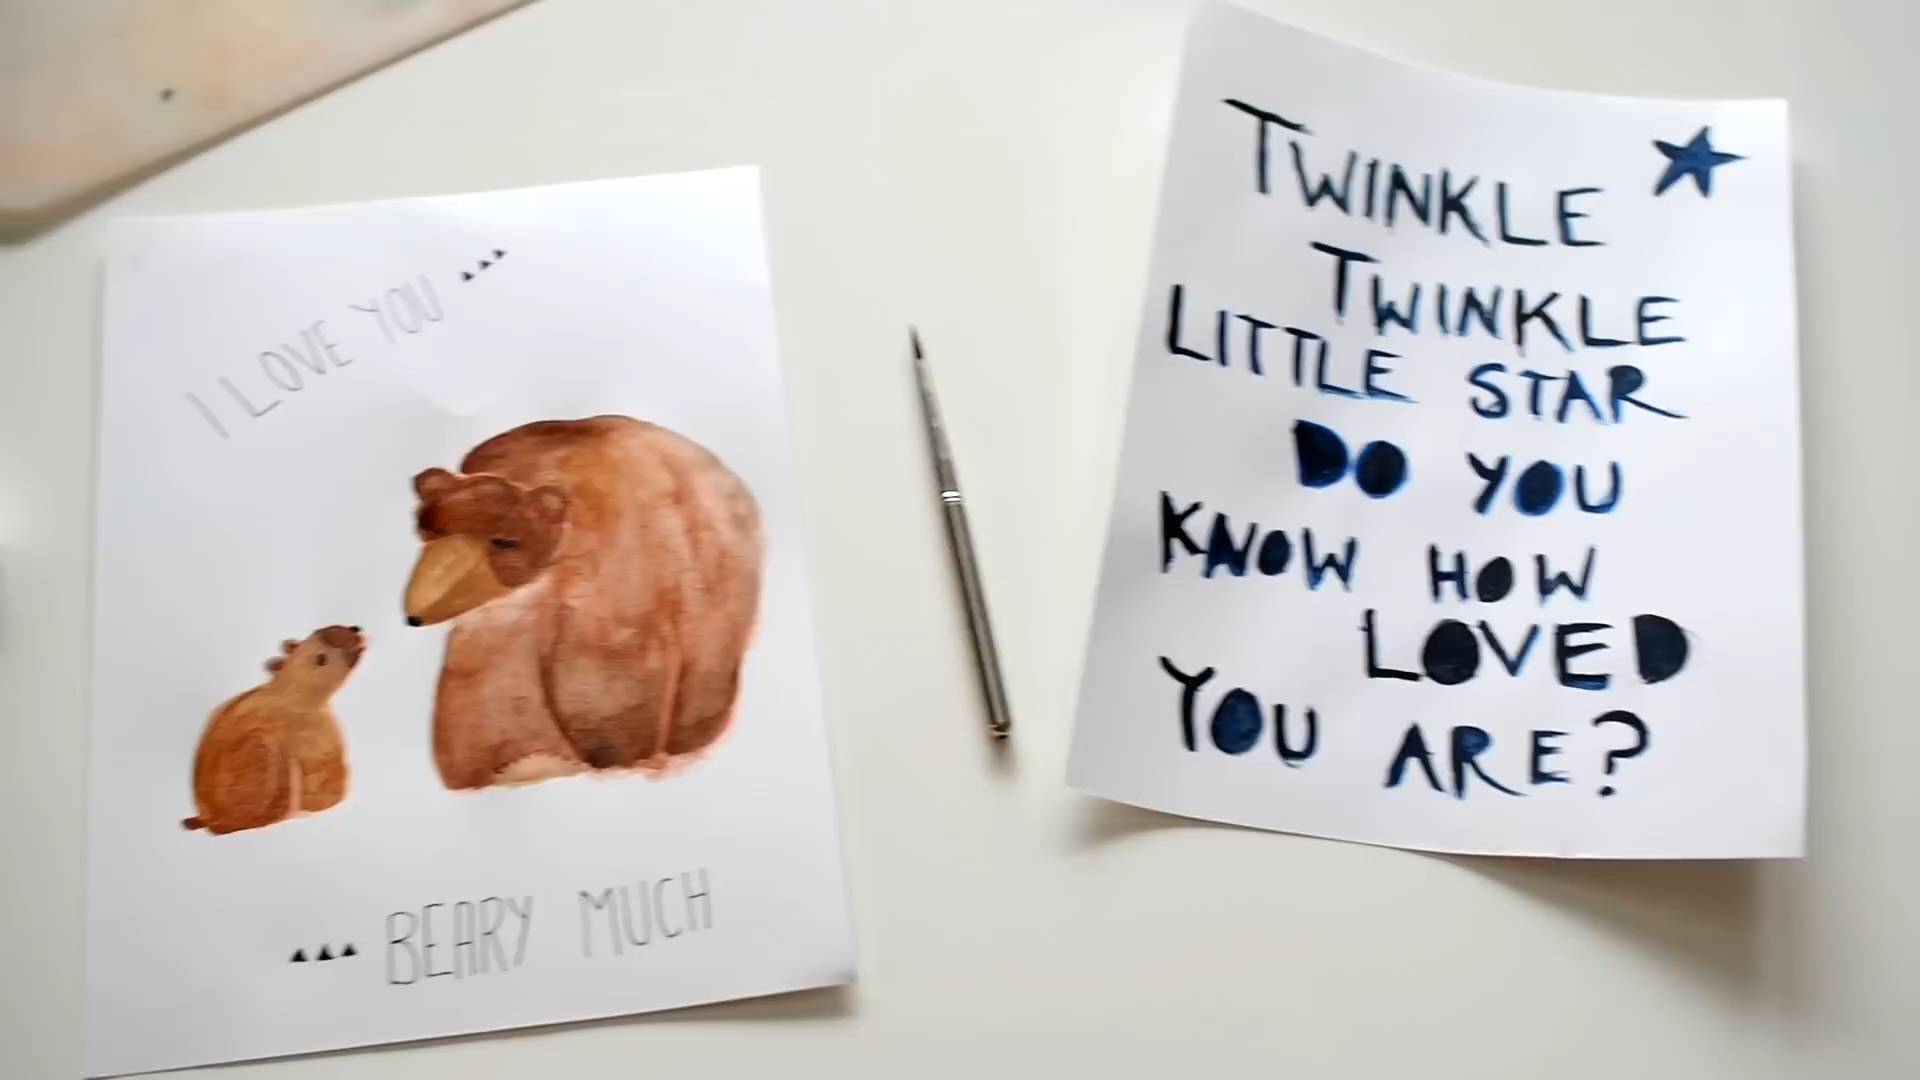 I LOVE YOU
BEARY MUCH
TWINKLE
TWINKLE
LITTLE STAR
DO YOU
KNOW HOW
LOVED
YOU ARE?